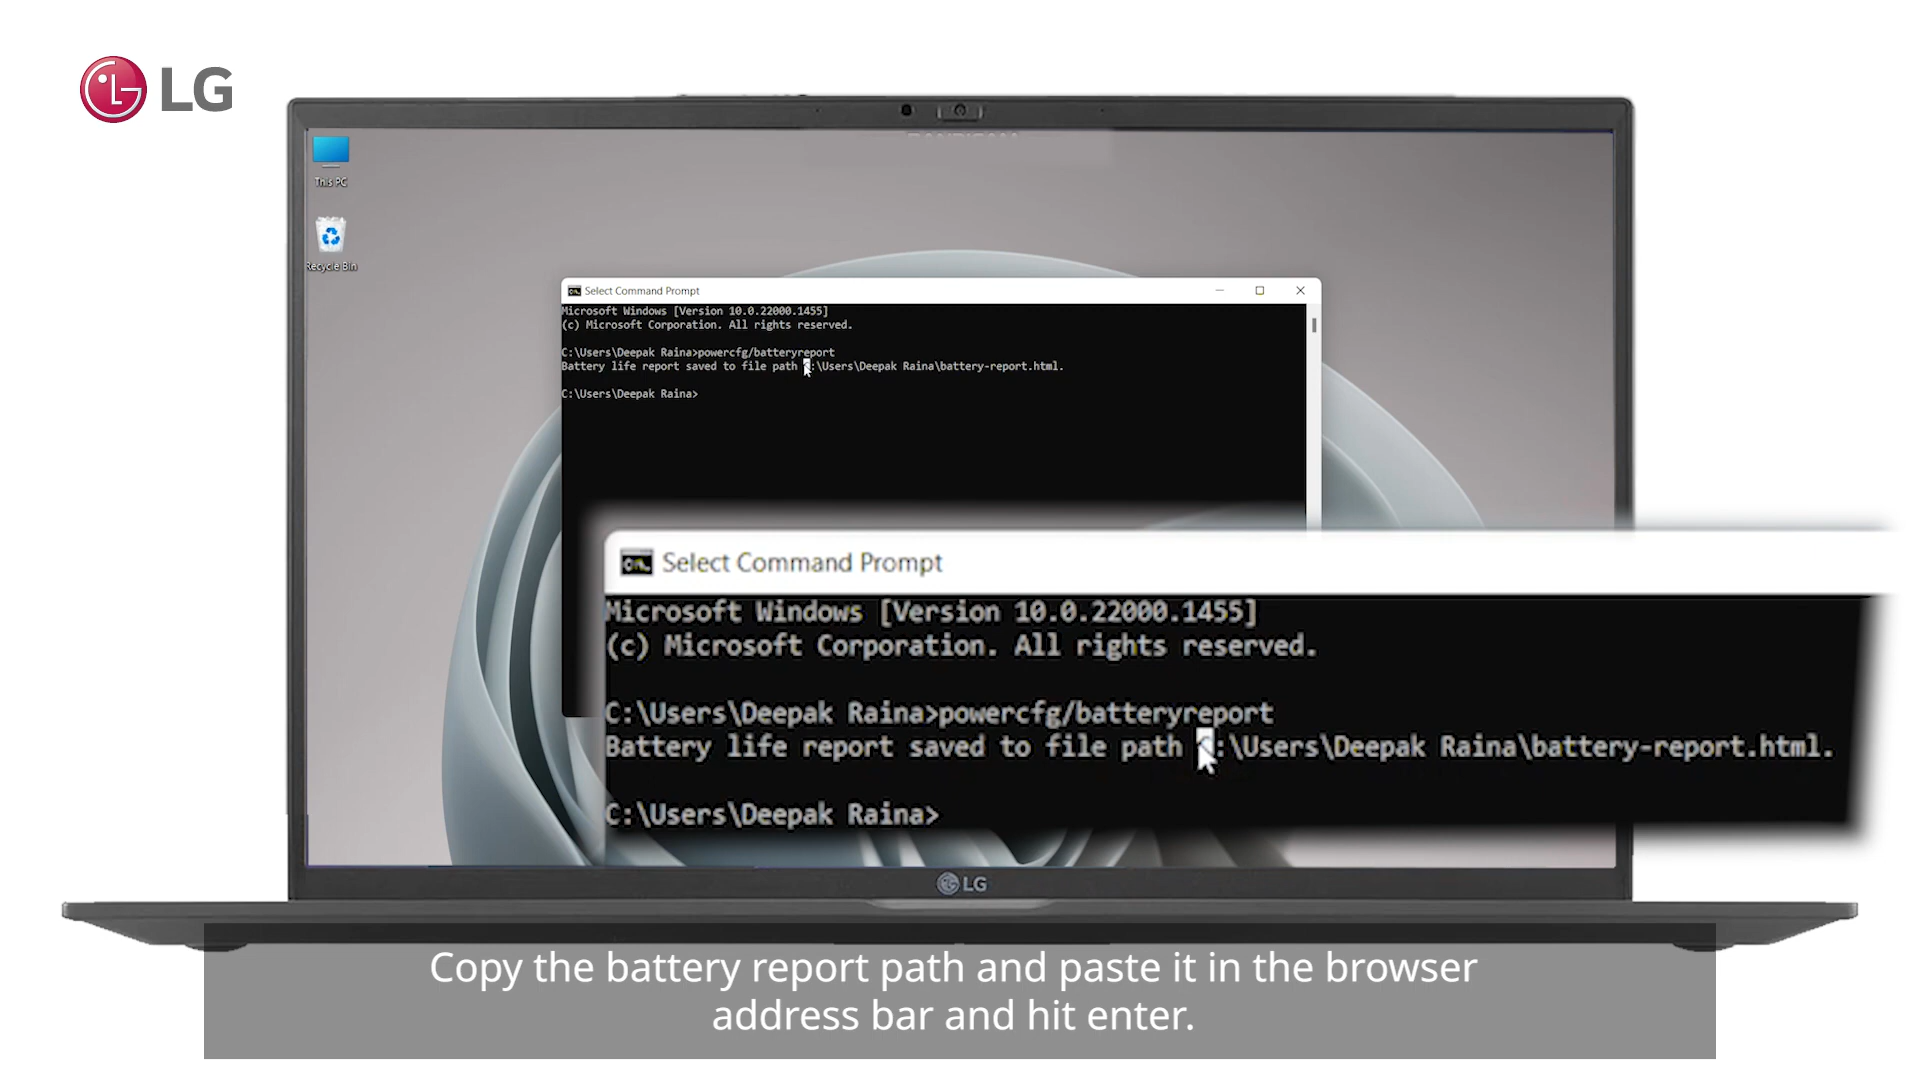 LG
This PC
Recycle Bin
Select Command Prompt
Microsoft Windows [Version 10.0.22000.1455]
(c) Microsoft Corporation. All rights reserved.
C:\Users\Deepak Raina>powercfg/batteryreport
Battery life report saved to file path C:\Users\Deepak Raina\battery-report.html.
C:\Users\Deepak Raina>
Select Command Prompt
Microsoft Windows [Version 10.0.22000.1455]
(c) Microsoft Corporation. All rights reserved.
C:\Users\Deepak Raina>powercfg/batteryreport
Battery life report saved to file path C:\Users\Deepak Raina\battery-report.html.
C:\Users\Deepak Raina>
LG
Copy the battery report path and paste it in the browser
address bar and hit enter.